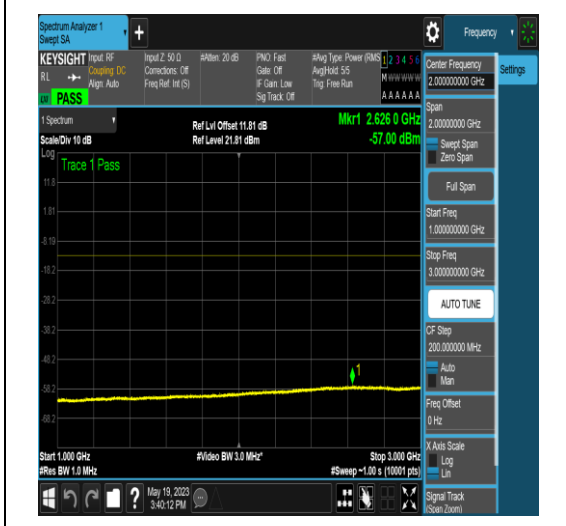 Spectrum Analyzer 1
Swept SA
+
Frequency
KEYSIGHT
RL
PASS
Input: RF
Coupling: DC
Align: Auto
Input Z: 50 Ω
Corrections: Off
Freq Ref: Int (S)
#Atten: 20 dB
PNO: Fast
Gate: Off
IF Gain: Low
Sig Track: Off
#Avg Type: Power (RMS
Avg|Hold: 5/5
Trig: Free Run
1 2 3 4 5 6
M W W W W W
A A A A A A
1 Spectrum
Scale/Div 10 dB
Log
Ref Lvl Offset 11.81 dB
Ref Level 21.81 dBm
Mkr1 2.626 0 GHz
-57.00 dBm
Trace 1 Pass
11.8
1.81
-8.19
-18.2
-28.2
-38.2
-48.2
-58.2
-68.2
1
Start 1.000 GHz
#Res BW 1.0 MHz
#Video BW 3.0 MHz*
Stop 3.000 GHz
#Sweep ~1.00 s (10001 pts)
?
May 19, 2023
3:40:12 PM
Center Frequency
2.000000000 GHz
Span
2.00000000 GHz
Swept Span
Zero Span
Full Span
Start Freq
1.000000000 GHz
Stop Freq
3.000000000 GHz
AUTO TUNE
CF Step
200.000000 MHz
Auto
Man
Freq Offset
0 Hz
X Axis Scale
Log
Lin
Signal Track
(Span Zoom)
Settings